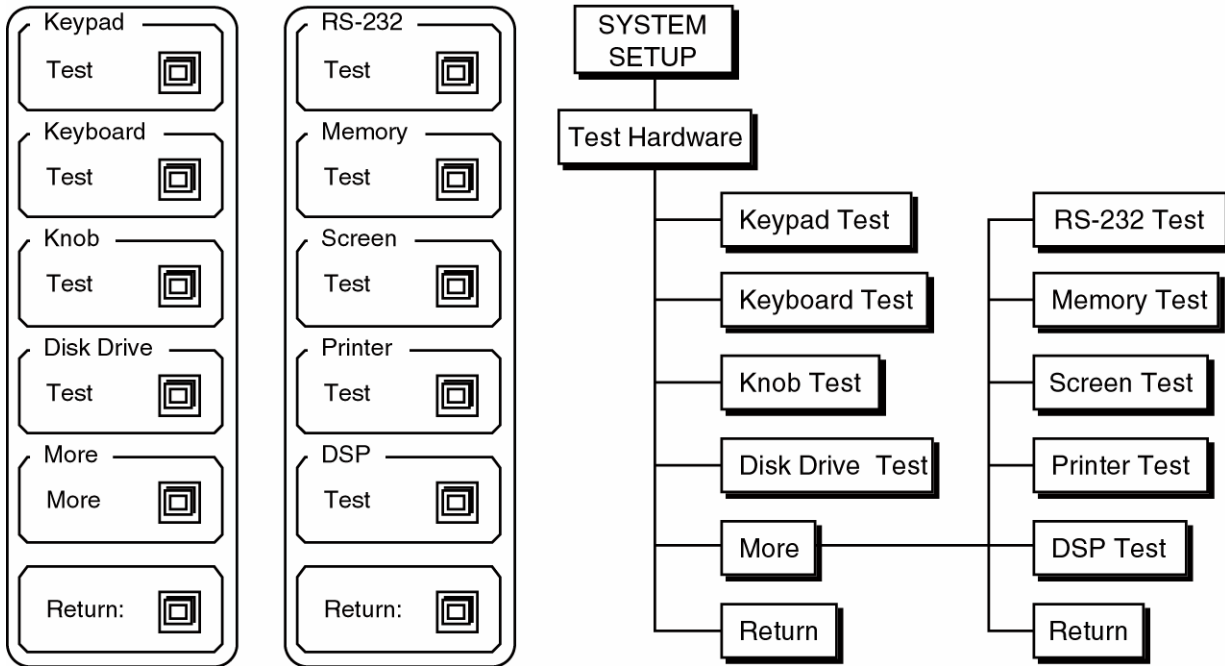 Keypad
Test
Keyboard
Test
Knob
Test
Disk Drive
Test
More
More
Return:
RS-232
Test
Memory
Test
Screen
Test
Printer
Test
DSP
Test
Return:
SYSTEM
SETUP
Test Hardware
Keypad Test
Keyboard Test
Knob Test
Disk Drive Test
More
Return
RS-232 Test
Memory Test
Screen Test
Printer Test
DSP Test
Return